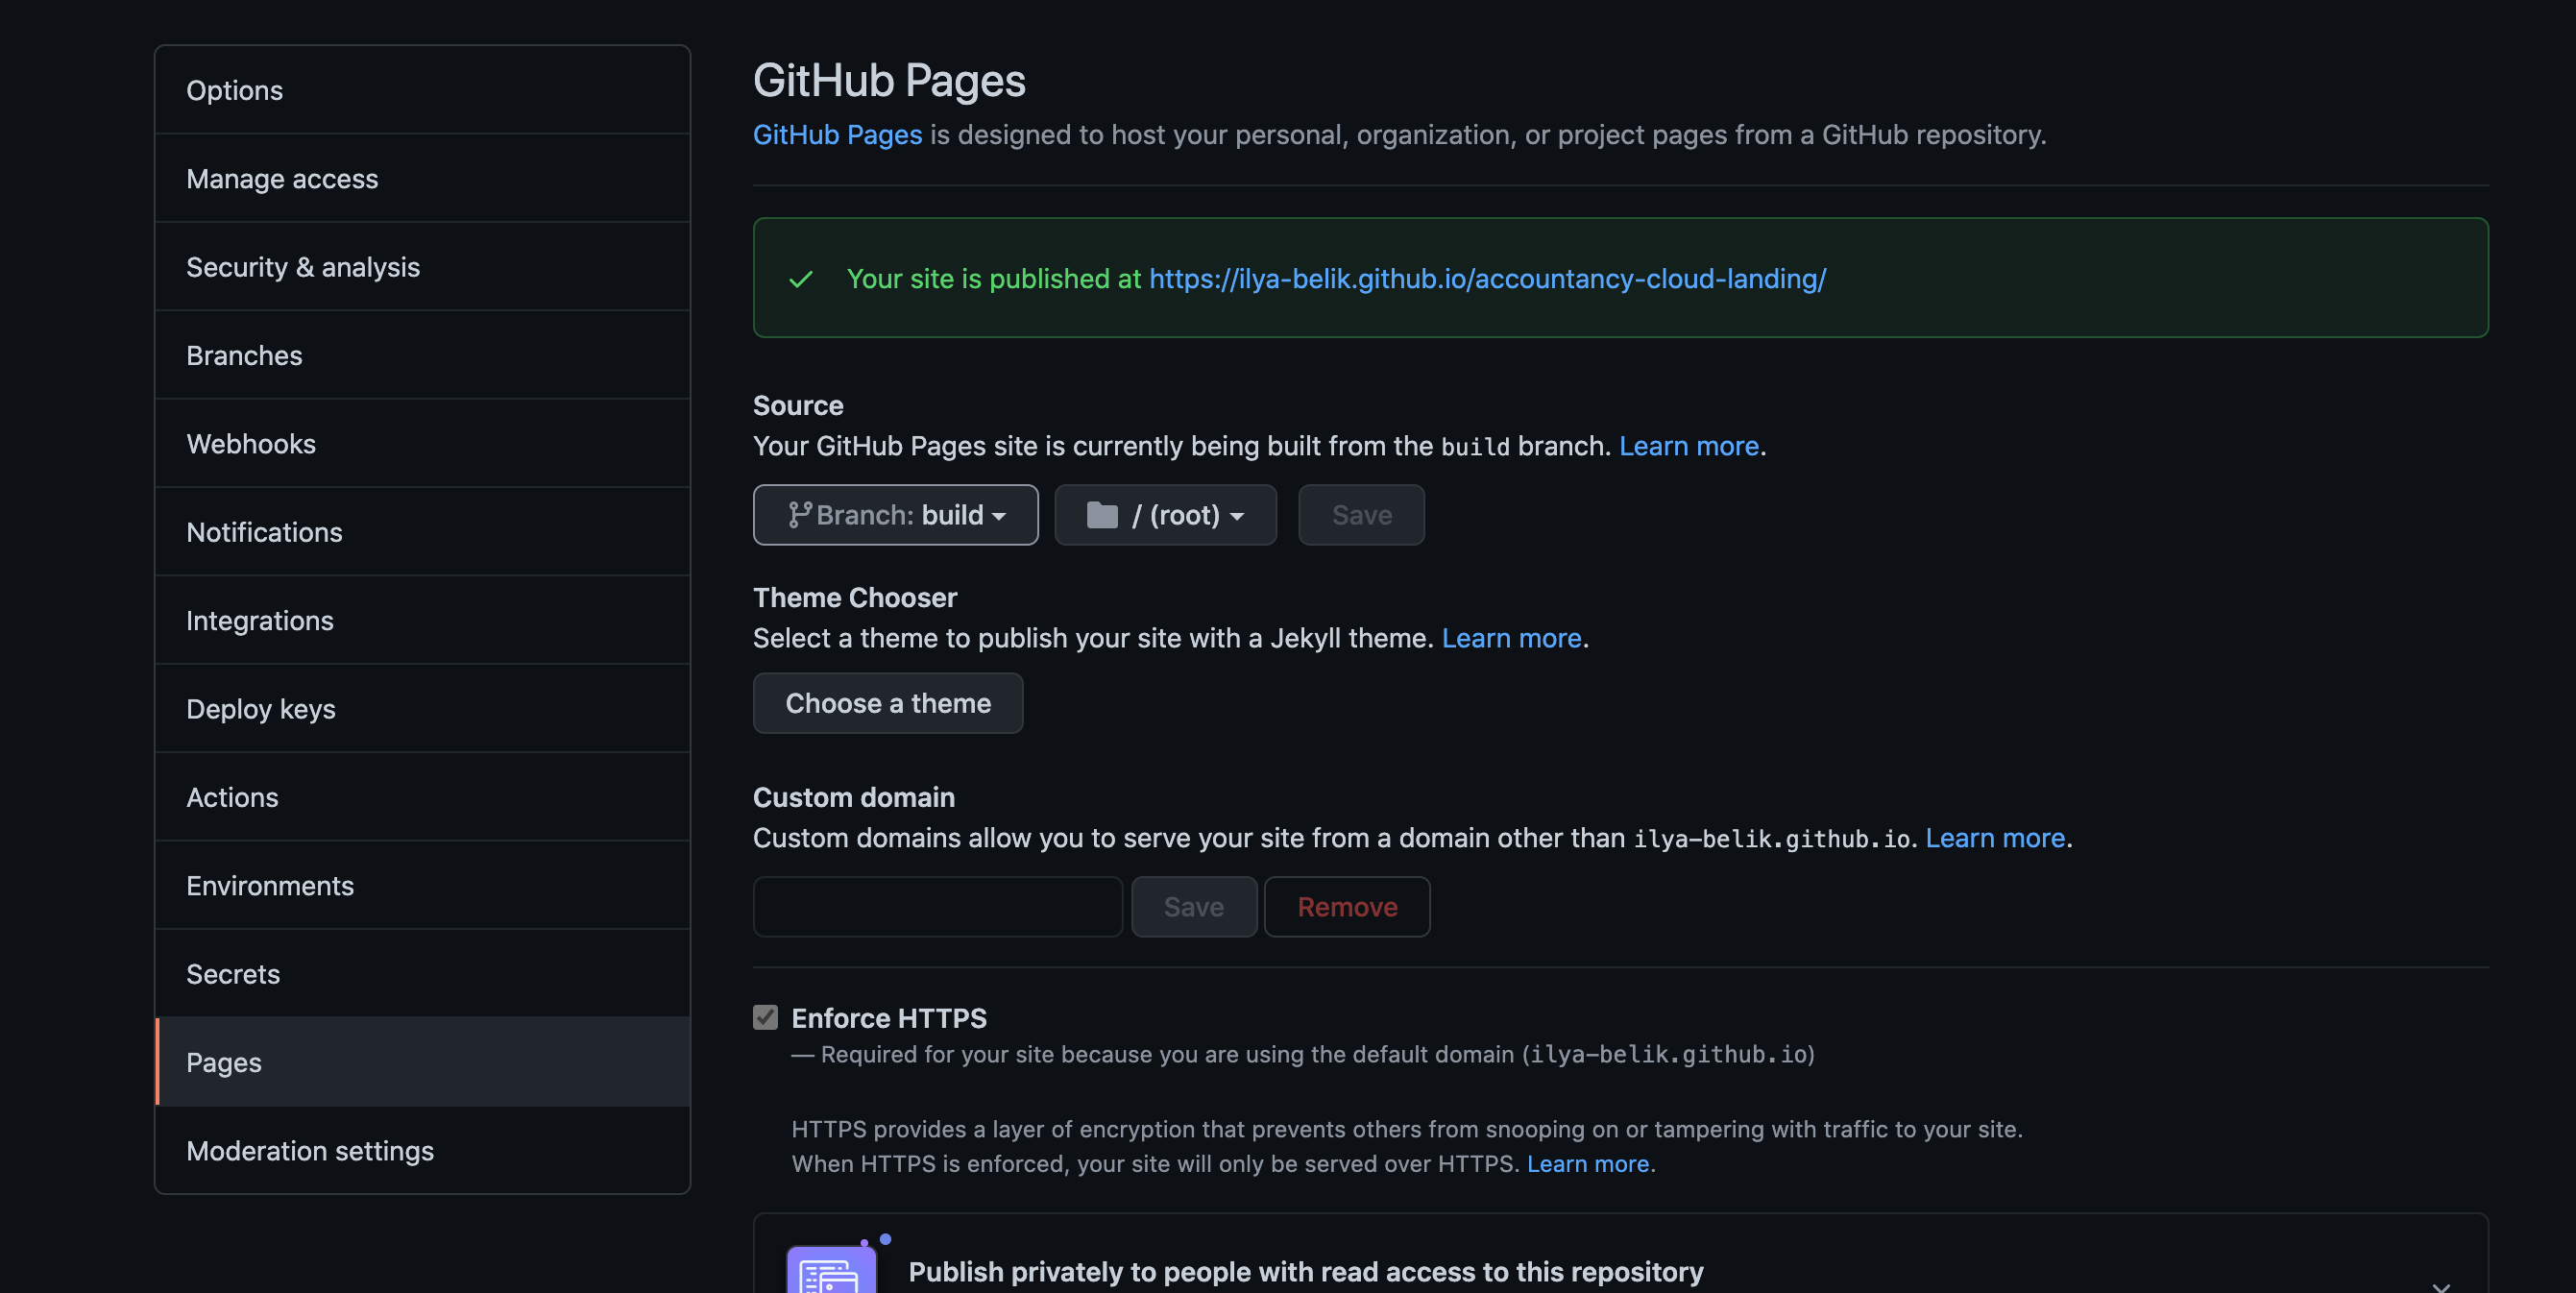 Options
Manage access
Security & analysis
Branches
Webhooks
Notifications
Integrations
Deploy keys
Actions
Environments
Secrets
Pages
Moderation settings
GitHub Pages
GitHub Pages is designed to host your personal, organization, or project pages from a GitHub repository.
Your site is published at https://ilya-belik.github.io/accountancy-cloud-landing/
Source
Your GitHub Pages site is currently being built from the build branch. Learn more.
Branch: build
/ (root)
Save
Theme Chooser
Select a theme to publish your site with a Jekyll theme. Learn more.
Choose a theme
Custom domain
Custom domains allow you to serve your site from a domain other than ilya-belik.github.io. Learn more.
Save
Remove
Enforce HTTPS
— Required for your site because you are using the default domain (ilya-belik.github.io)
HTTPS provides a layer of encryption that prevents others from snooping on or tampering with traffic to your site.
When HTTPS is enforced, your site will only be served over HTTPS. Learn more.
Publish privately to people with read access to this repository